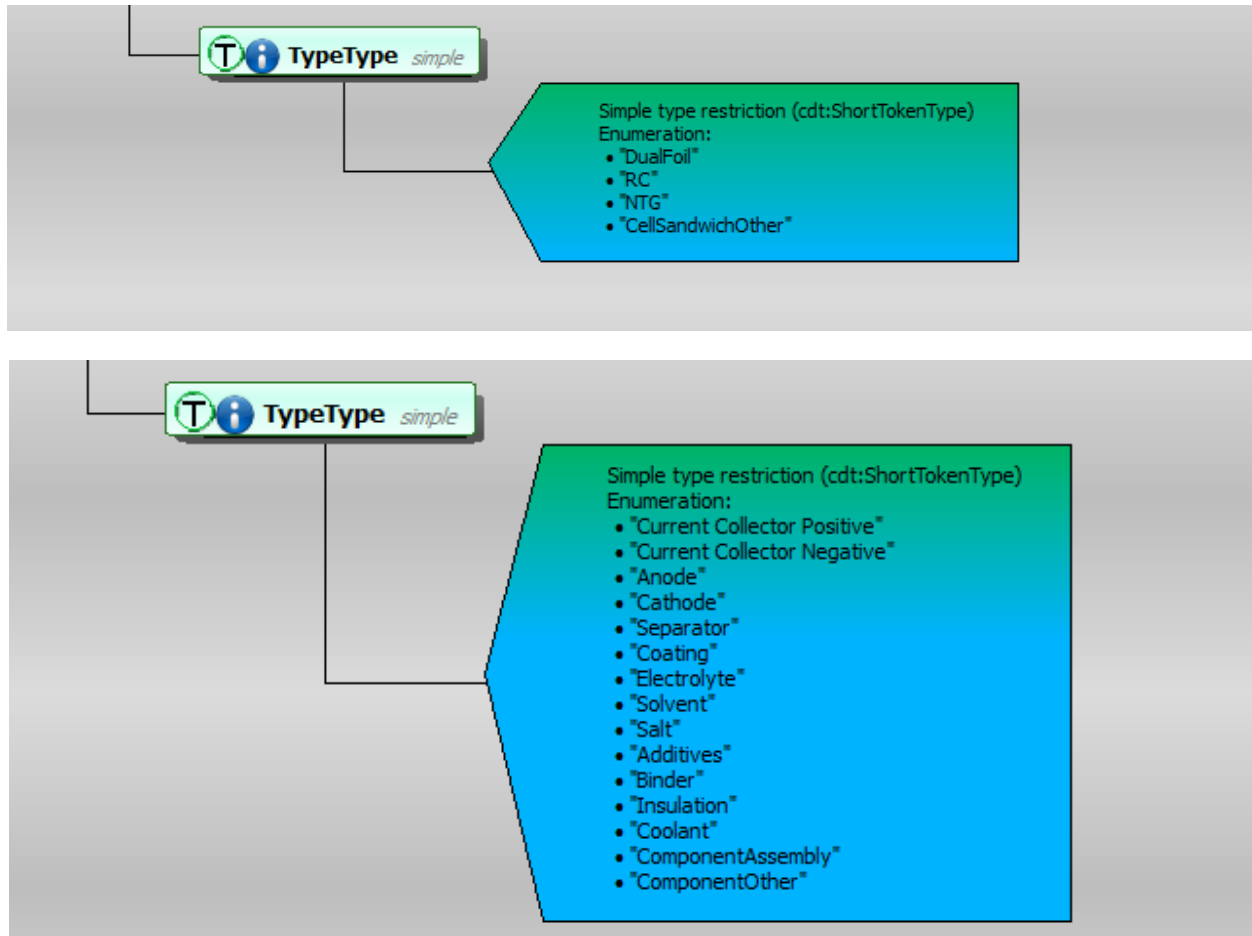 T i TypeType simple
Simple type restriction (cdt:ShortTokenType)
Enumeration:
• "DualFoil"
• "RC"
• "NTG"
• "CellSandwichOther"
T i TypeType simple
Simple type restriction (cdt:ShortTokenType)
Enumeration:
• "Current Collector Positive"
• "Current Collector Negative"
• "Anode"
• "Cathode"
• "Separator"
• "Coating"
• "Electrolyte"
• "Solvent"
• "Salt"
• "Additives"
• "Binder"
• "Insulation"
• "Coolant"
• "ComponentAssembly"
• "ComponentOther"